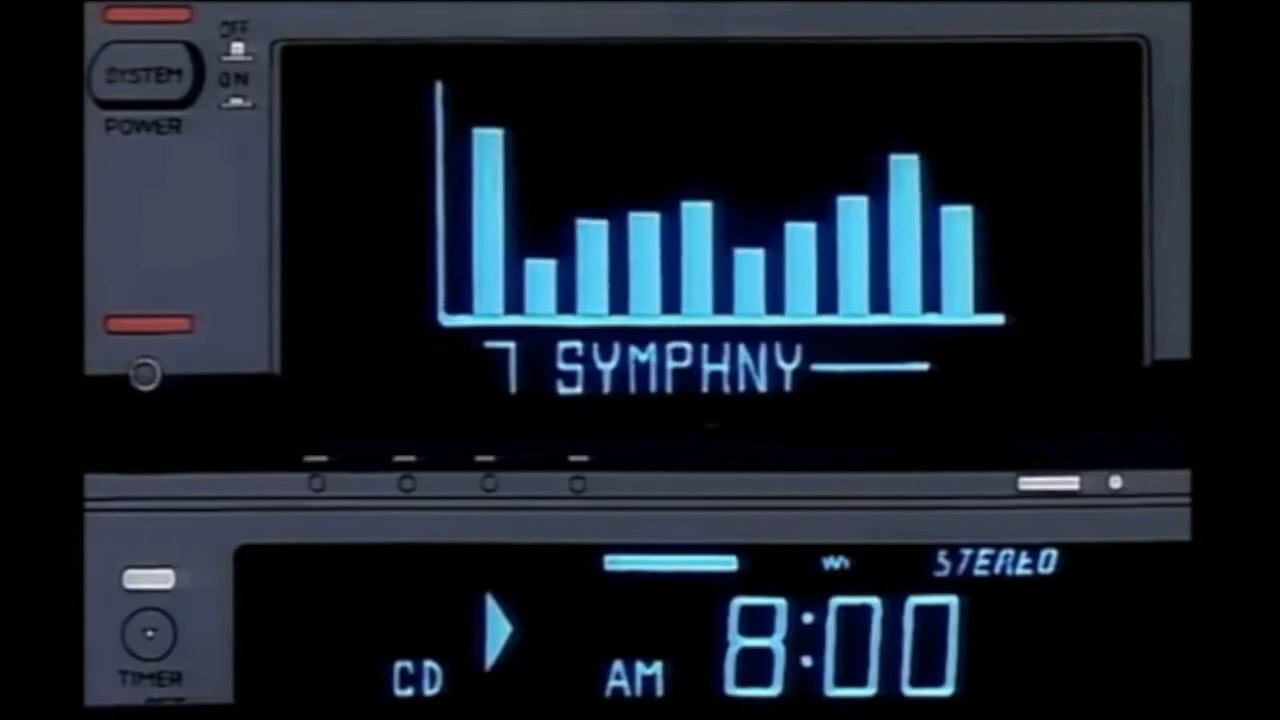 OFF
SYSTEM
ON
POWER
7 SYMPHNY
STEREO
CD
AM 8:00
TIMER